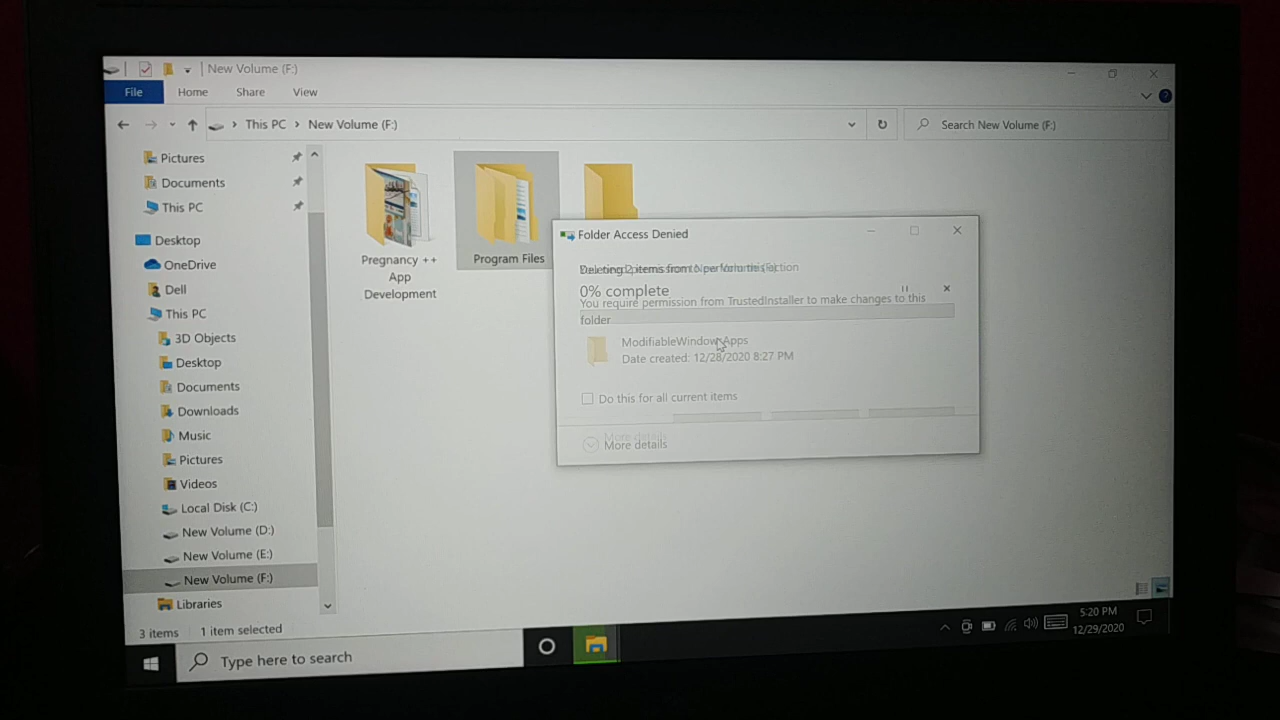 New Volume (F:)
File
Home
Share
View
This PC
New Volume (F:)
Search New Volume (F:)
Pictures
Documents
This PC
Desktop
OneDrive
Dell
This PC
3D Objects
Desktop
Documents
Downloads
Music
Pictures
Videos
Local Disk (C:)
New Volume (D:)
New Volume (E:)
New Volume (F:)
Libraries
Pregnancy ++
App
Development
Program Files
Folder Access Denied
0% complete
You require permission from TrustedInstaller to make changes to this
folder
ModifiableWindowsApps
Date created: 12/28/2020 8:27 PM
Do this for all current items
More details
More details
3 items
1 item selected
Type here to search
5:20 PM
12/29/2020